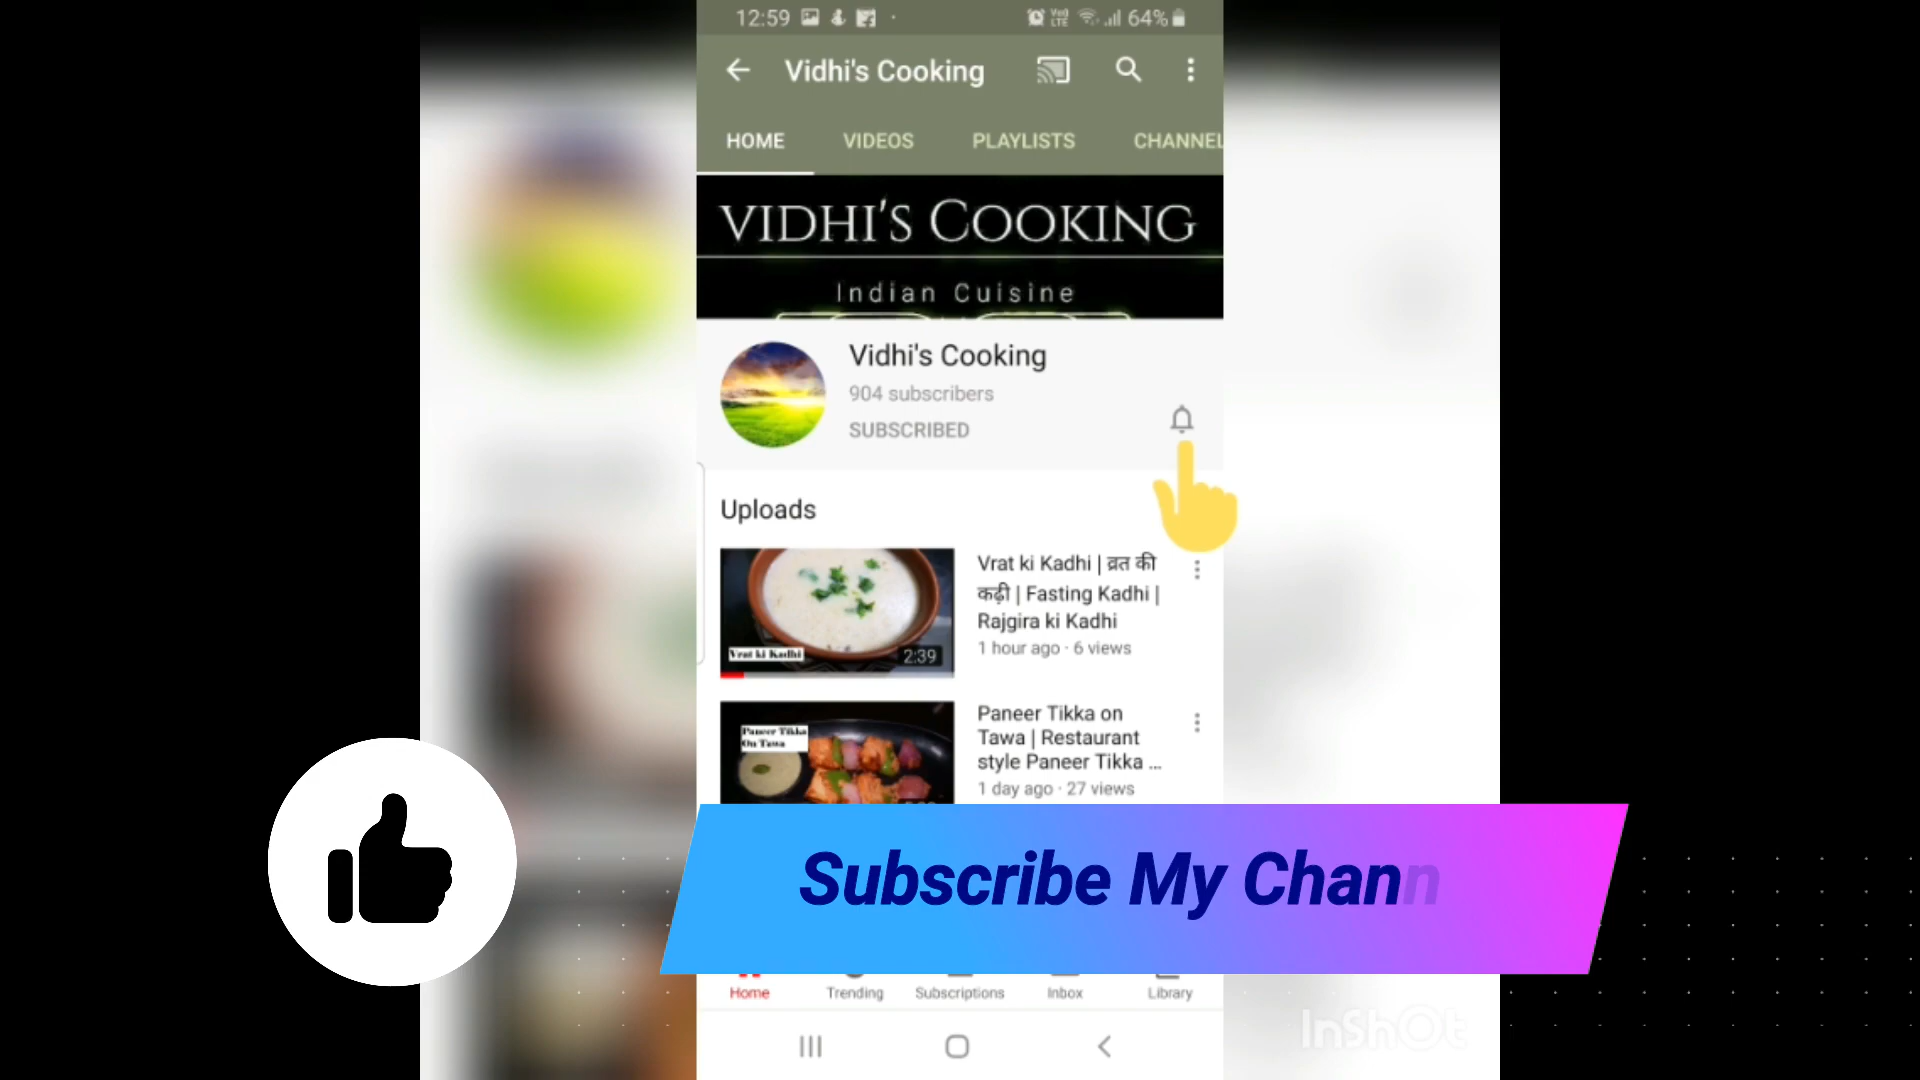 12:59
VoD LTE 64%
Vidhi's Cooking
HOME VIDEOS PLAYLISTS CHANNEL
VIDHI'S COOKING
Indian Cuisine
Vidhi's Cooking
904 subscribers
SUBSCRIBED
Uploads
Vrat ki Kadhi | व्रत की
कढ़ी | Fasting Kadhi |
Rajgira ki Kadhi
1 hour ago · 6 views
Vrat ki Kadhi
2:39
Paneer Tikka on
Tawa | Restaurant
style Paneer Tikka ...
1 day ago · 27 views
Paneer Tikka
On Tawa
Subscribe My Chann
Home Trending Subscriptions Inbox Library
InShOt